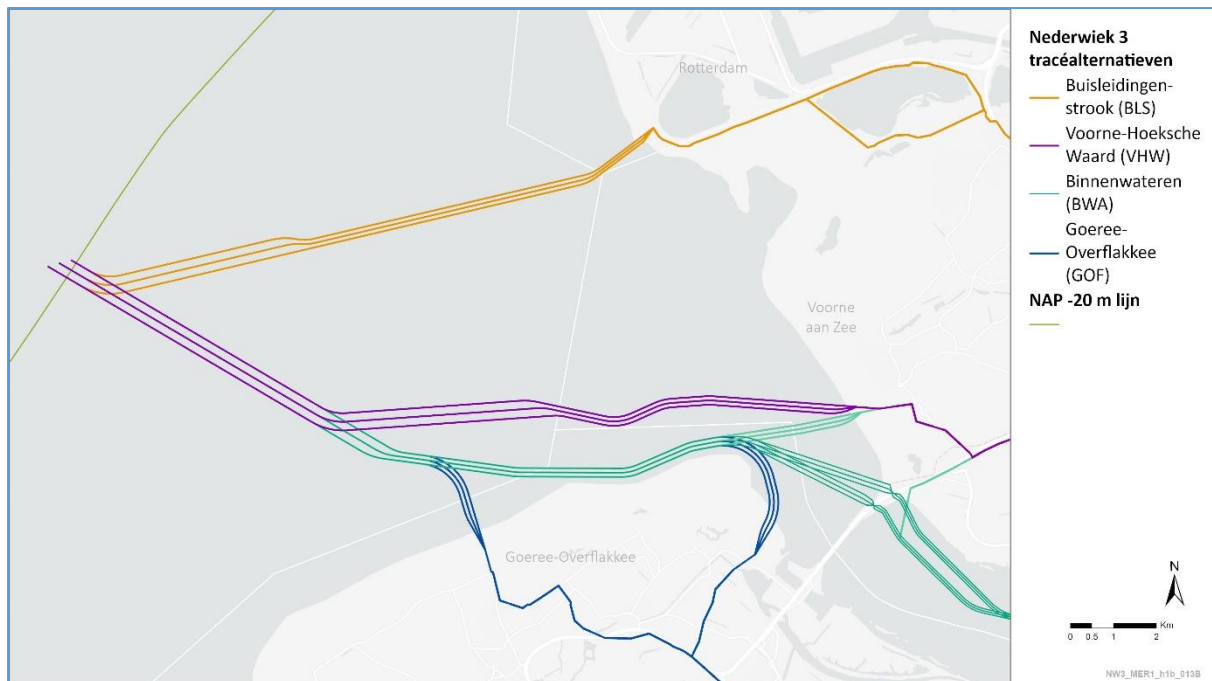 Rotterdam
Voorne
aan Zee
Goeree-Overflakkee
Nederwiek 3
tracéalternatieven
Buisleidingen-
strook (BLS)
Voorne-Hoeksche
Waard (VHW)
Binnenwateren
(BWA)
Goeree-
Overflakkee
(GOF)
NAP -20 m lijn
N
Km
0 0.5 1 2
NW3_MER1_h1b_013B